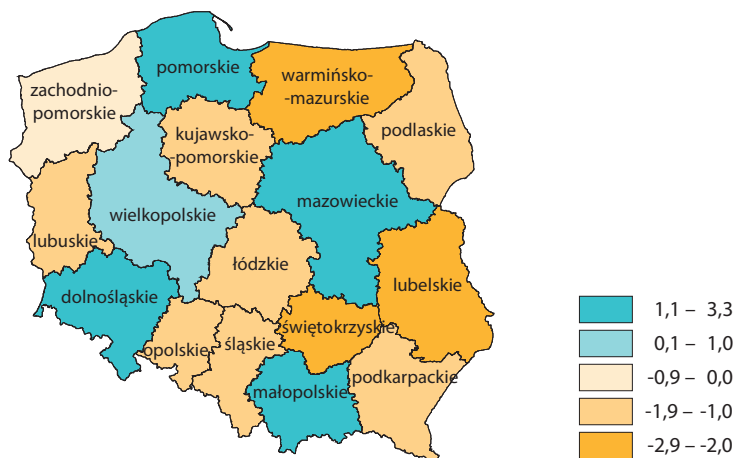 pomorskie
warmińsko-
-mazurskie
zachodnio-
pomorskie
kujawsko-
-pomorskie
podlaskie
mazowieckie
wielkopolskie
lubuskie
łódzkie
lubelskie
dolnośląskie
świętokrzyskie
opolskie
śląskie
podkarpackie
małopolskie
1,1 – 3,3
0,1 – 1,0
-0,9 – 0,0
-1,9 – -1,0
-2,9 – -2,0